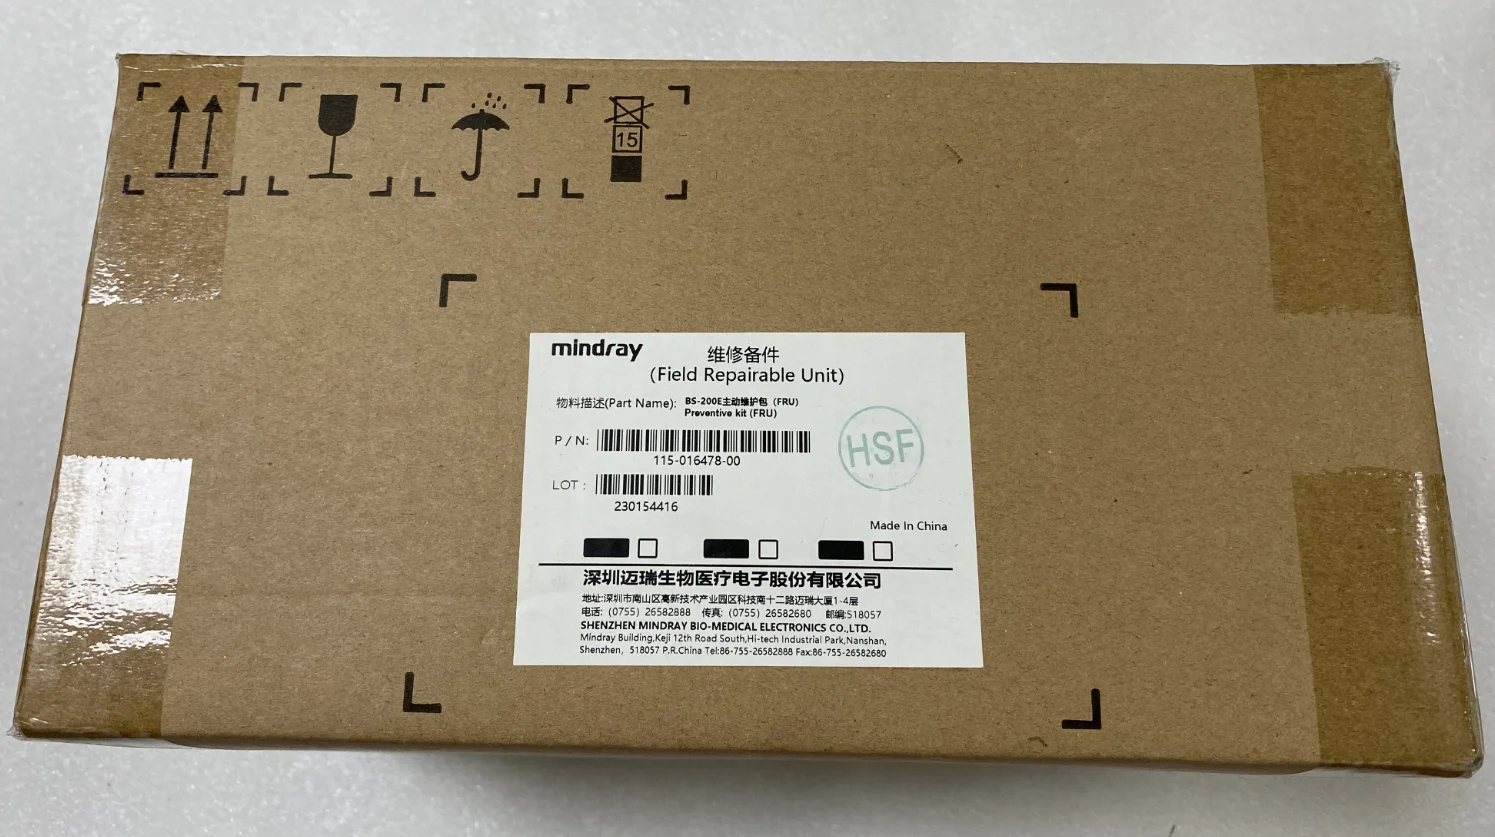 15
mindray
维修备件
(Field Repairable Unit)
物料描述(Part Name): BS-200E主动维护包 (FRU)
Preventive kit (FRU)
P / N:
115-016478-00
HSF
LOT :
230154416
Made In China
深圳迈瑞生物医疗电子股份有限公司
地址:深圳市南山区高新技术产业园区科技南十二路迈瑞大厦1-4层
电话: (0755) 26582888 传真: (0755) 26582680 邮编:518057
SHENZHEN MINDRAY BIO-MEDICAL ELECTRONICS CO.,LTD.
Mindray Building,Keji 12th Road South,Hi-tech Industrial Park,Nanshan,
Shenzhen, 518057 P.R.China Tel:86-755-26582888 Fax:86-755-26582680